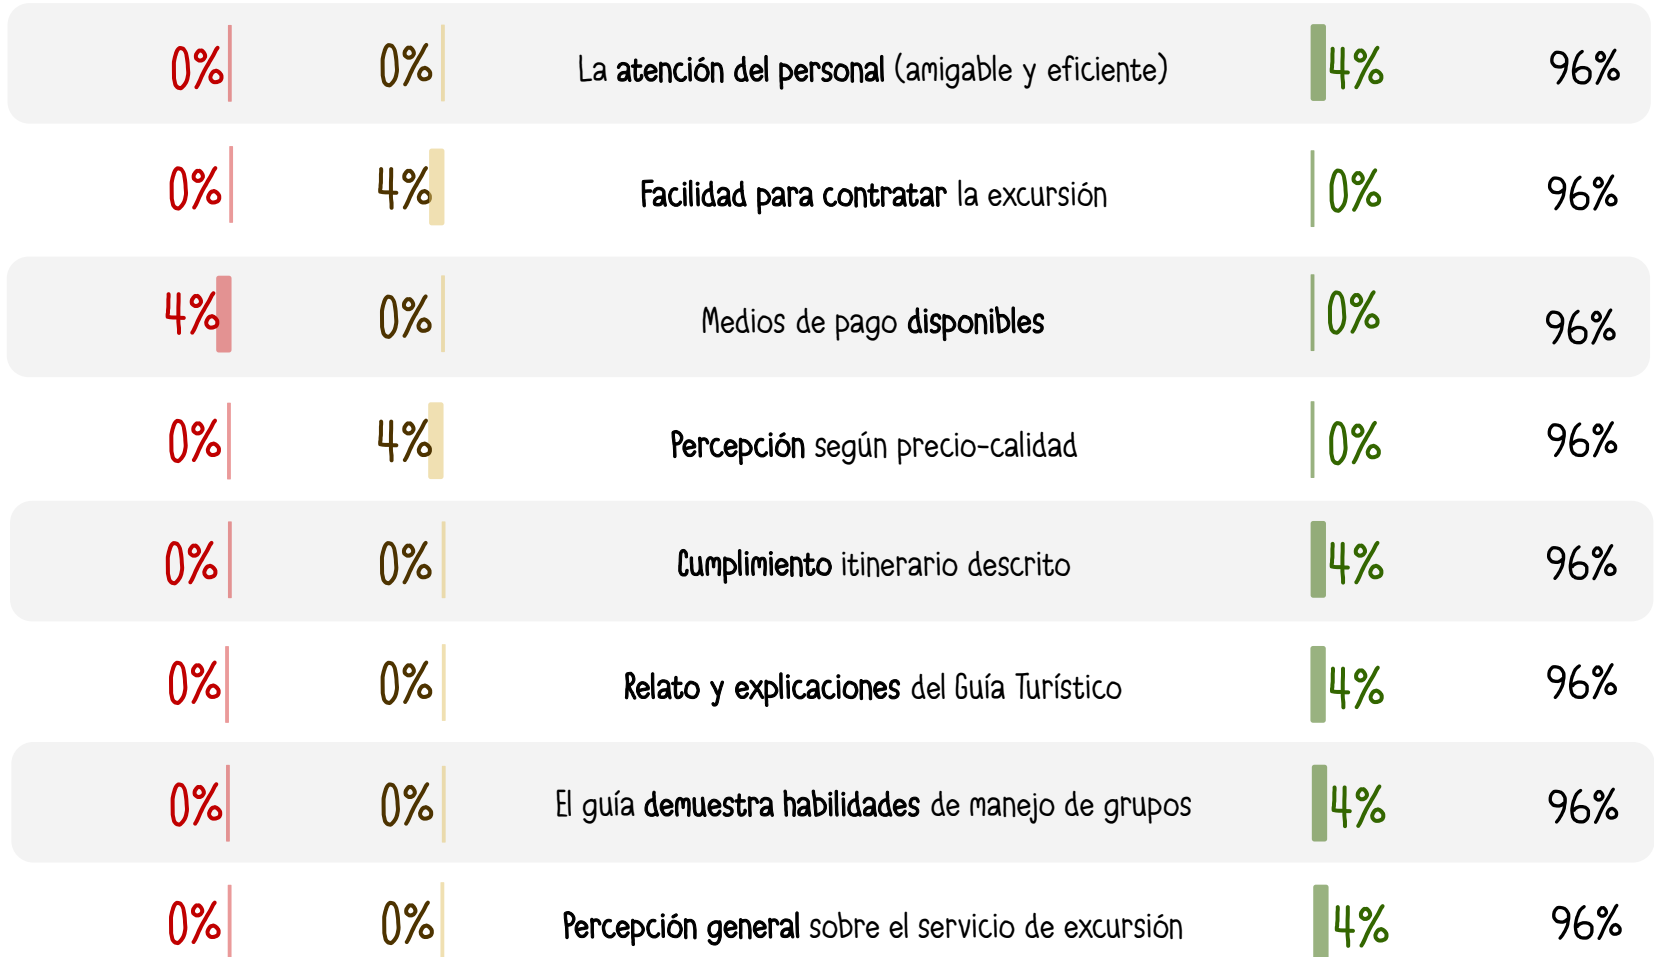 0% 0% La atención del personal (amigable y eficiente) 4% 96%
0% 4% Facilidad para contratar la excursión 0% 96%
4% 0% Medios de pago disponibles 0% 96%
0% 4% Percepción según precio-calidad 0% 96%
0% 0% Cumplimiento itinerario descrito 4% 96%
0% 0% Relato y explicaciones del Guía Turístico 4% 96%
0% 0% El guía demuestra habilidades de manejo de grupos 4% 96%
0% 0% Percepción general sobre el servicio de excursión 4% 96%